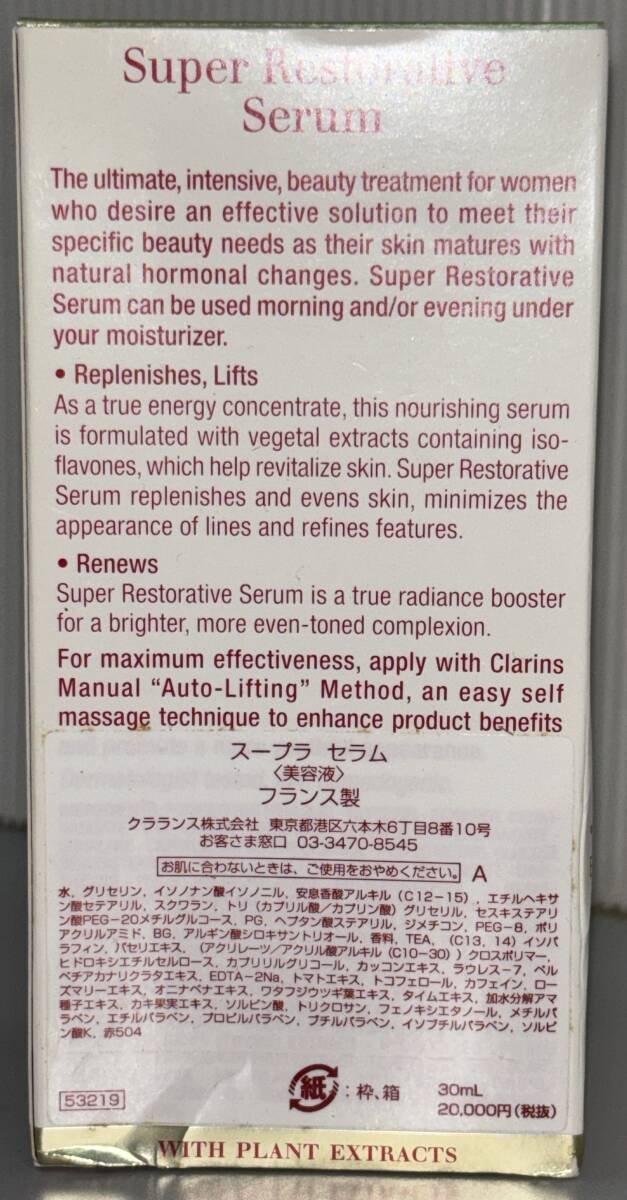 Super Restorative
Serum
The ultimate, intensive, beauty treatment for women
who desire an effective solution to meet their
specific beauty needs as their skin matures with
natural hormonal changes. Super Restorative
Serum can be used morning and/or evening under
your moisturizer.
• Replenishes, Lifts
As a true energy concentrate, this nourishing serum
is formulated with vegetal extracts containing iso-
flavones, which help revitalize skin. Super Restorative
Serum replenishes and evens skin, minimizes the
appearance of lines and refines features.
• Renews
Super Restorative Serum is a true radiance booster
for a brighter, more even-toned complexion.
For maximum effectiveness, apply with Clarins
Manual “Auto-Lifting” Method, an easy self
massage technique to enhance product benefits
スープラ セラム
〈美容液〉
フランス製
クラランス株式会社 東京都港区六本木6丁目8番10号
お客さま窓口 03-3470-8545
お肌に合わないときは、ご使用をおやめください。 A
水, グリセリン, イソノナン酸イソノニル, 安息香酸アルキル（C12-15）, エチルヘキサ
ン酸セテアリル, スクワラン, トリ（カプリル酸／カプリン酸）グリセリル, セスキステアリ
ン酸PEG-20メチルグルコース, PG, ヘプタン酸ステアリル, ジメチコン, PEG-8, ポリ
アクリルアミド, BG, アルギン酸シロキサントリオール, 香料, TEA, （C13, 14）イソパ
ラフィン, パセリエキス, （アクリレーツ／アクリル酸アルキル（C10-30））クロスポリマー,
ヒドロキシエチルセルロース, カプリリルグリコール, カッコンエキス, ラウレス-7, ペル
ベチアカナリクラタエキス, EDTA-2Na, トマトエキス, トコフェロール, カフェイン, ロー
ズマリーエキス, オニナベナエキス, ワタフジウツギ葉エキス, タイムエキス, 加水分解アマ
種子エキス, カキ果実エキス, ソルビン酸, トリクロサン, フェノキシエタノール, メチルパ
ラベン, エチルパラベン, プロピルパラベン, ブチルパラベン, イソブチルパラベン, ソルビ
ン酸K, 赤504
53219
紙 : 枠、箱
30mL
20,000円（税抜）
WITH PLANT EXTRACTS